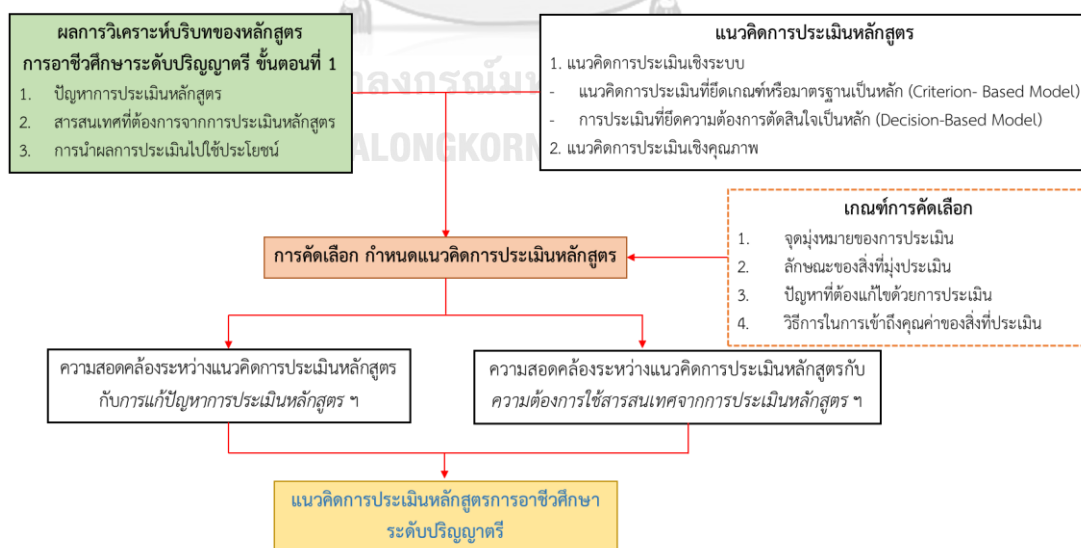 ผลการวิเคราะห์บริบทของหลักสูตร
การอาชีวศึกษาระดับปริญญาตรี ขั้นตอนที่ 1
1. ปัญหาการประเมินหลักสูตร
2. สารสนเทศที่ต้องการจากการประเมินหลักสูตร
3. การนำผลการประเมินไปใช้ประโยชน์
แนวคิดการประเมินหลักสูตร
1. แนวคิดการประเมินเชิงระบบ
- แนวคิดการประเมินที่ยึดเกณฑ์หรือมาตรฐานเป็นหลัก (Criterion- Based Model)
- การประเมินที่ยึดความต้องการตัดสินใจเป็นหลัก (Decision-Based Model)
2. แนวคิดการประเมินเชิงคุณภาพ
ลงกรณ์ม
ALONGKORN
เกณฑ์การคัดเลือก
1. จุดมุ่งหมายของการประเมิน
2. ลักษณะของสิ่งที่มุ่งประเมิน
3. ปัญหาที่ต้องแก้ไขด้วยการประเมิน
4. วิธีการในการเข้าถึงคุณค่าของสิ่งที่ประเมิน
การคัดเลือก กำหนดแนวคิดการประเมินหลักสูตร
ความสอดคล้องระหว่างแนวคิดการประเมินหลักสูตร
กับการแก้ปัญหาการประเมินหลักสูตร ฯ
ความสอดคล้องระหว่างแนวคิดการประเมินหลักสูตรกับ
ความต้องการใช้สารสนเทศจากการประเมินหลักสูตร ฯ
แนวคิดการประเมินหลักสูตรการอาชีวศึกษา
ระดับปริญญาตรี